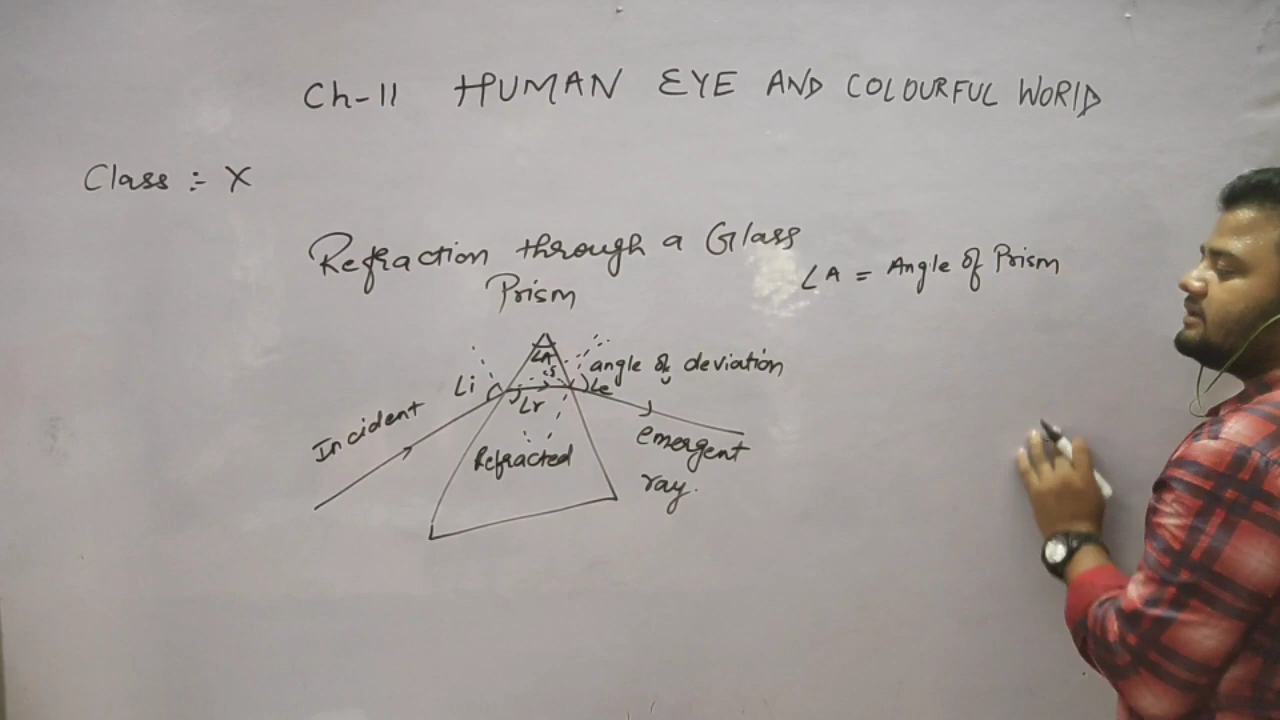 Ch-11 HUMAN EYE AND COLOURFUL WORLD
Class :- X
Refraction through a Glass
Prism
∠A = Angle of Prism
∠A
angle of deviation
∠i
∠e
∠r
Incident
emergent
Refracted
ray.